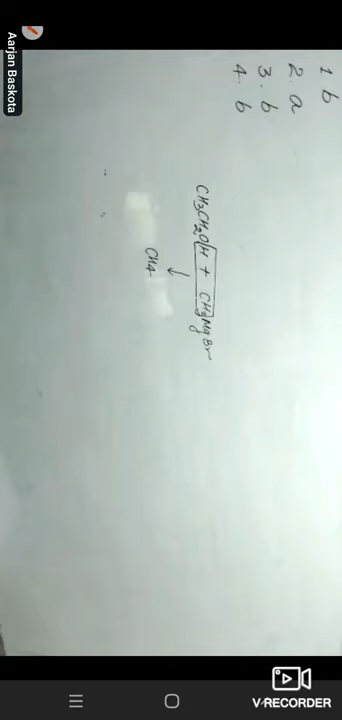 1. b
2. a
3. b
4. b
CH3CH2OH + CH3MgBr
↓
CH4
Aarjan Baskota
V-RECORDER